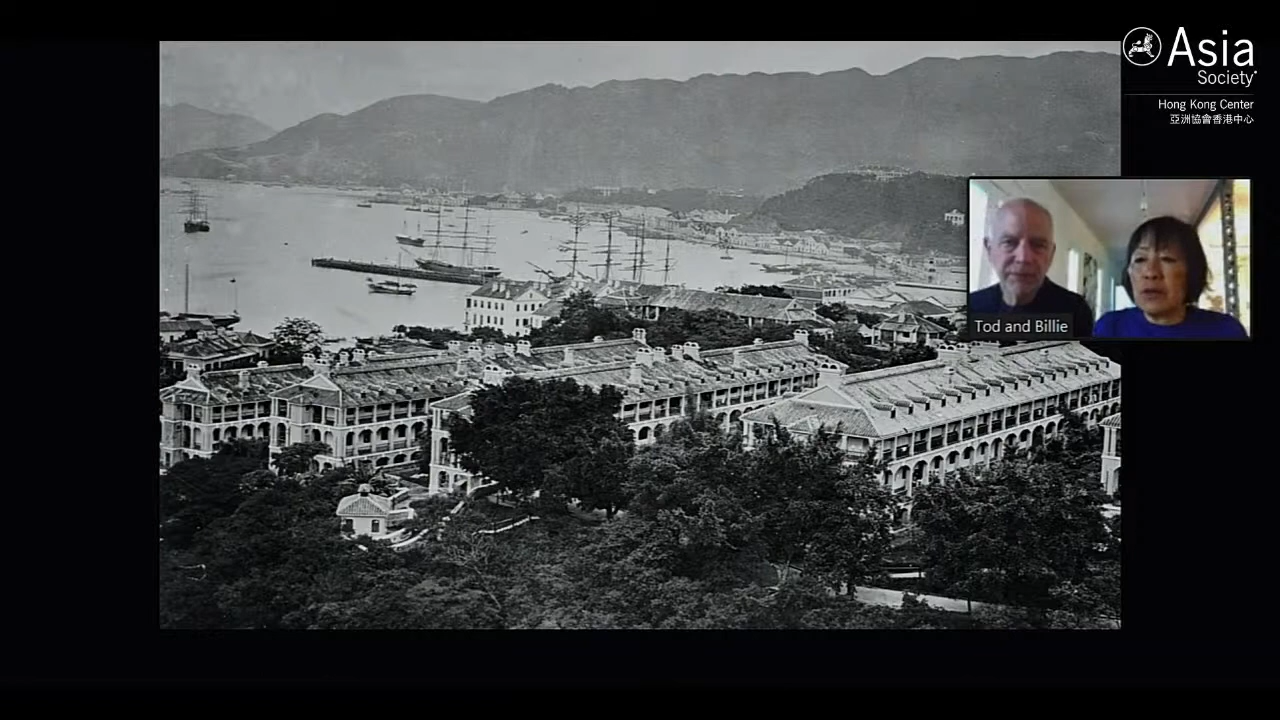 Asia
Society
Hong Kong Center
亞洲協會香港中心
Tod and Billie